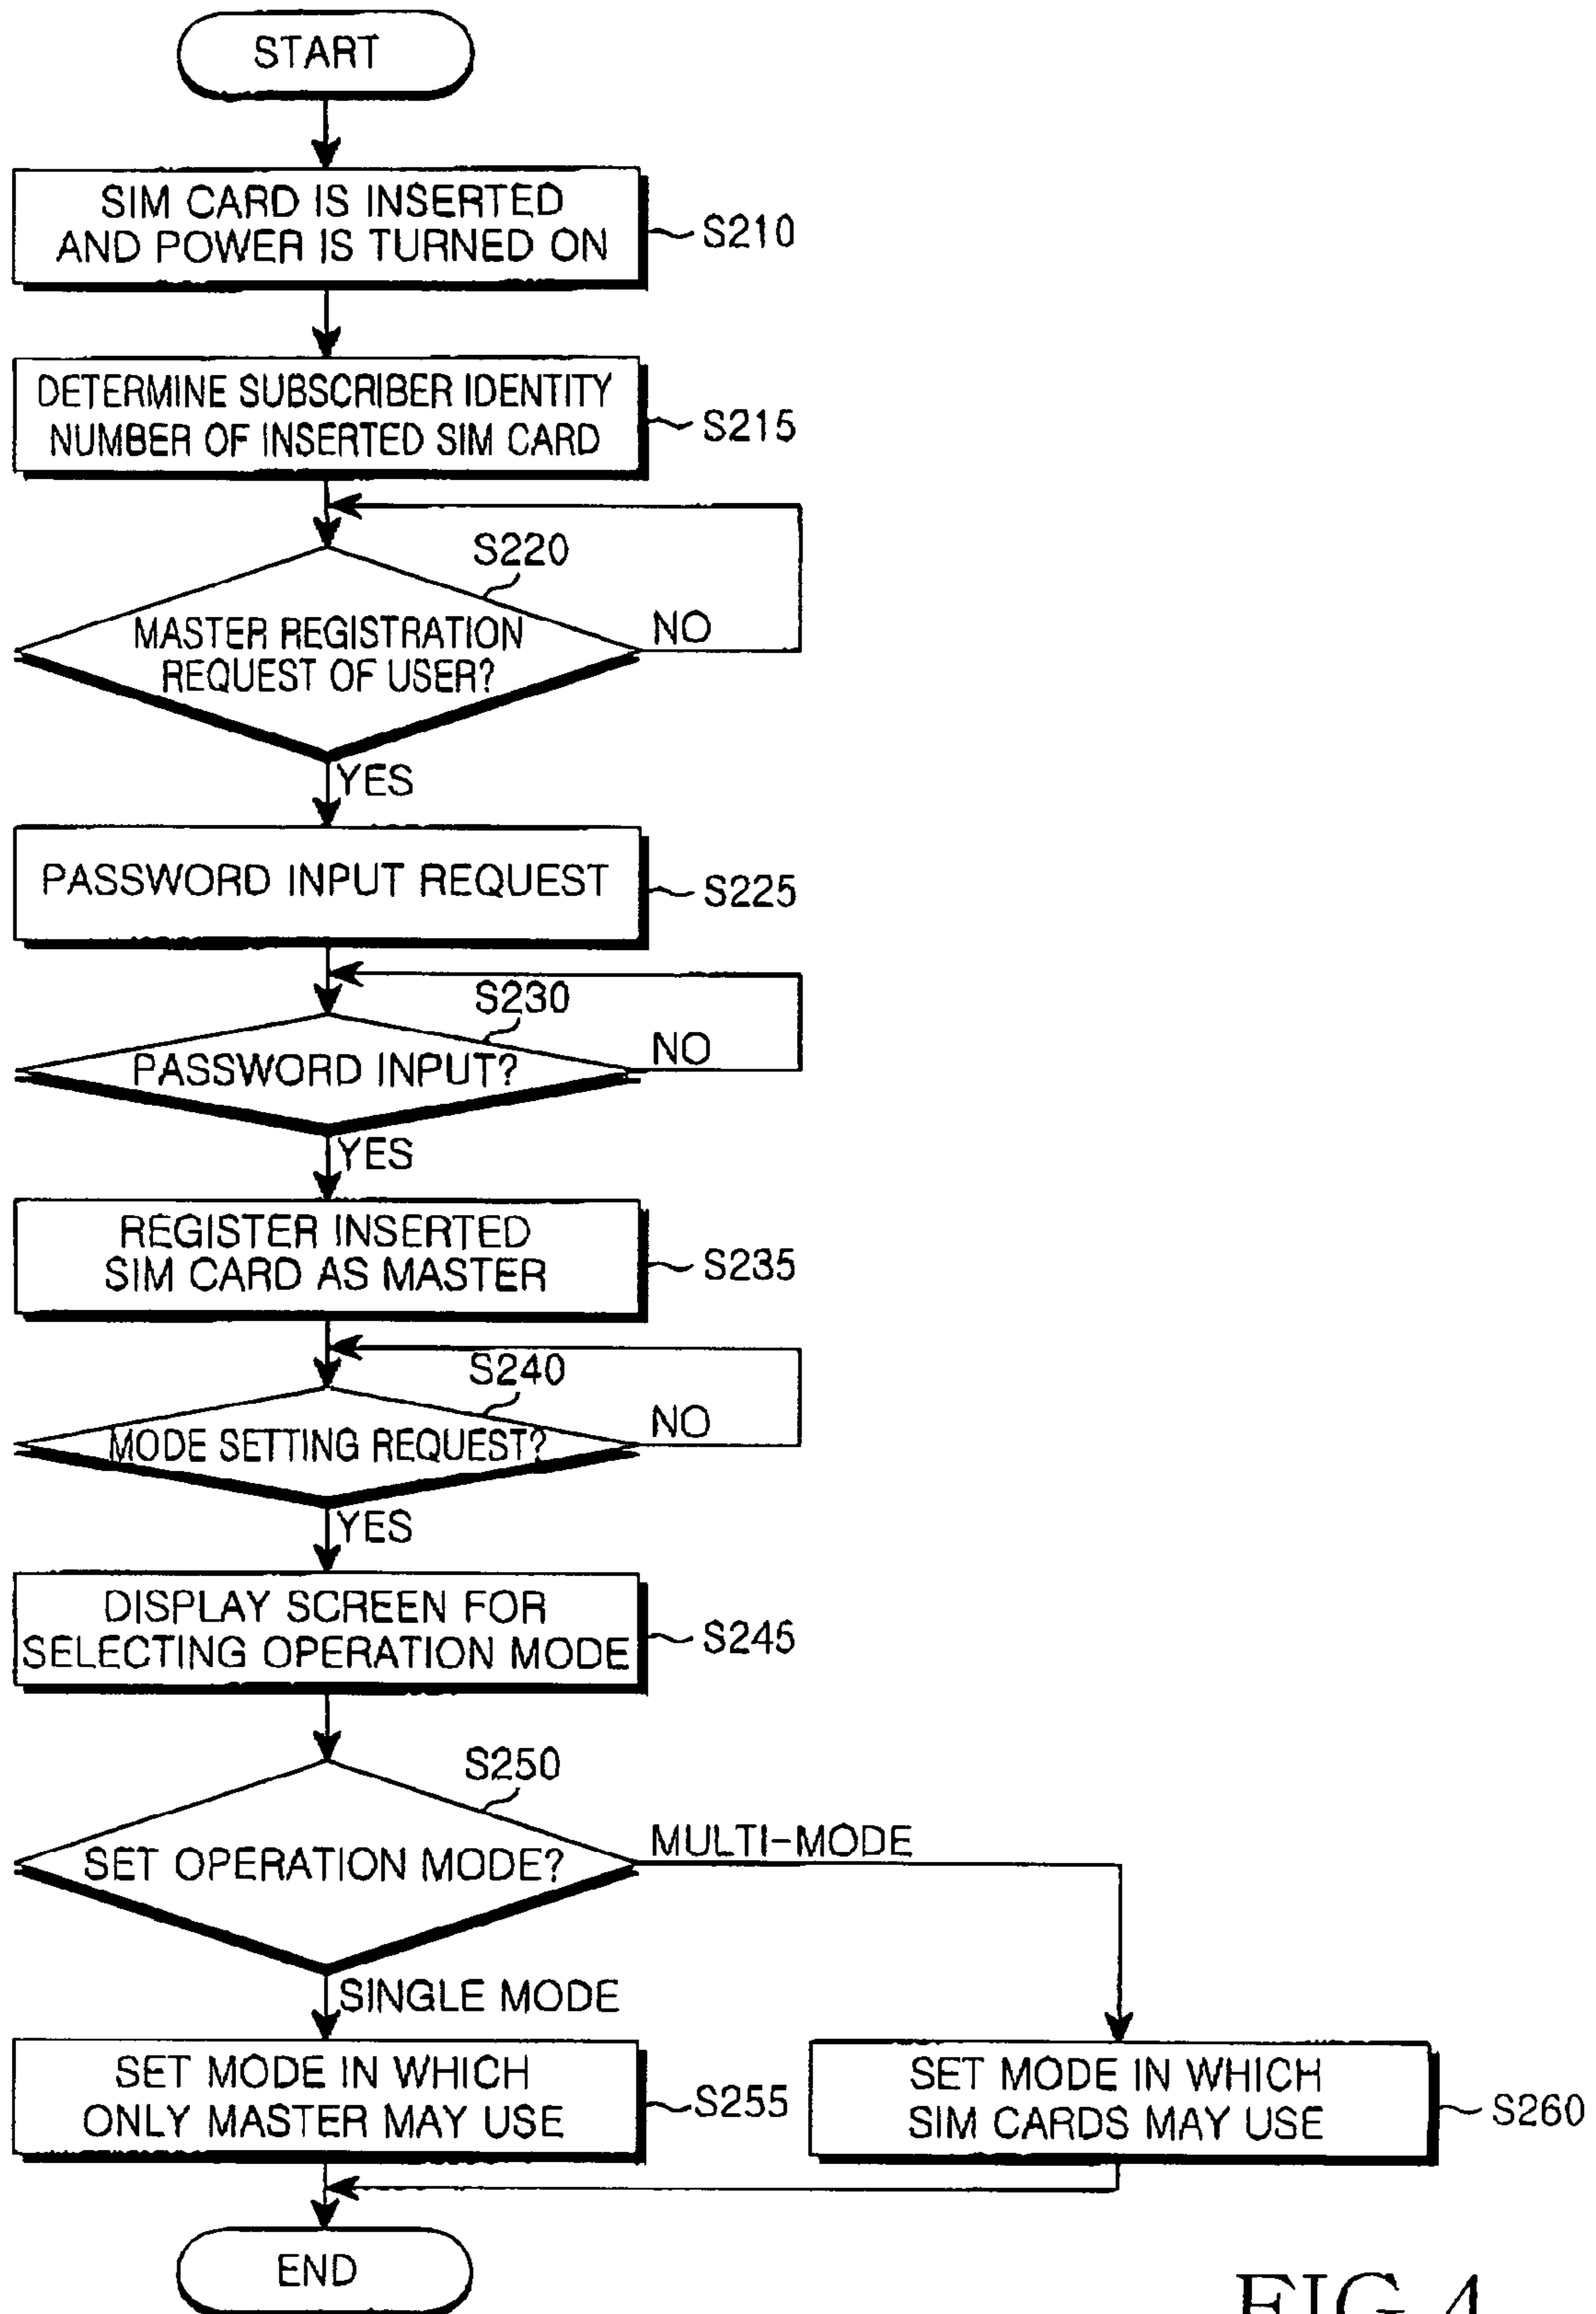 START
SIM CARD IS INSERTED
AND POWER IS TURNED ON
S210
DETERMINE SUBSCRIBER IDENTITY
NUMBER OF INSERTED SIM CARD
S215
S220
MASTER REGISTRATION
REQUEST OF USER?
NO
YES
PASSWORD INPUT REQUEST
S225
S230
PASSWORD INPUT?
NO
YES
REGISTER INSERTED
SIM CARD AS MASTER
S235
S240
MODE SETTING REQUEST?
NO
YES
DISPLAY SCREEN FOR
SELECTING OPERATION MODE
S245
S250
SET OPERATION MODE?
MULTI-MODE
SINGLE MODE
SET MODE IN WHICH
ONLY MASTER MAY USE
S255
SET MODE IN WHICH
SIM CARDS MAY USE
S260
END
FIG.4